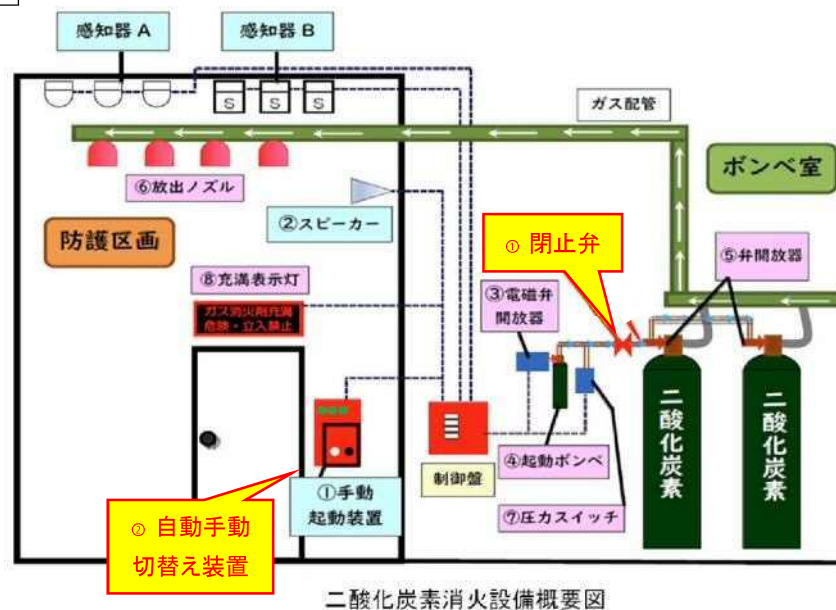 感知器 A
感知器 B
S
S
S
ガス配管
⑥放出ノズル
ボンベ室
②スピーカー
① 閉止弁
防護区画
⑤弁開放器
⑧充満表示灯
③電磁弁
開放器
ガス消火剤充満
危険・立入禁止
二酸化炭素
二酸化炭素
④起動ボンベ
制御盤
①手動
起動装置
⑦圧力スイッチ
② 自動手動
切替え装置
二酸化炭素消火設備概要図